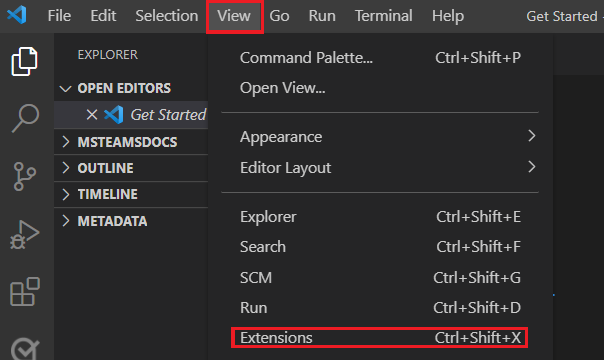 File Edit Selection View Go Run Terminal Help Get Started -
EXPLORER
OPEN EDITORS
Get Started
MSTEAMSDOCS
OUTLINE
TIMELINE
METADATA
Command Palette... Ctrl+Shift+P
Open View...
Appearance
Editor Layout
Explorer Ctrl+Shift+E
Search Ctrl+Shift+F
SCM Ctrl+Shift+G
Run Ctrl+Shift+D
Extensions Ctrl+Shift+X